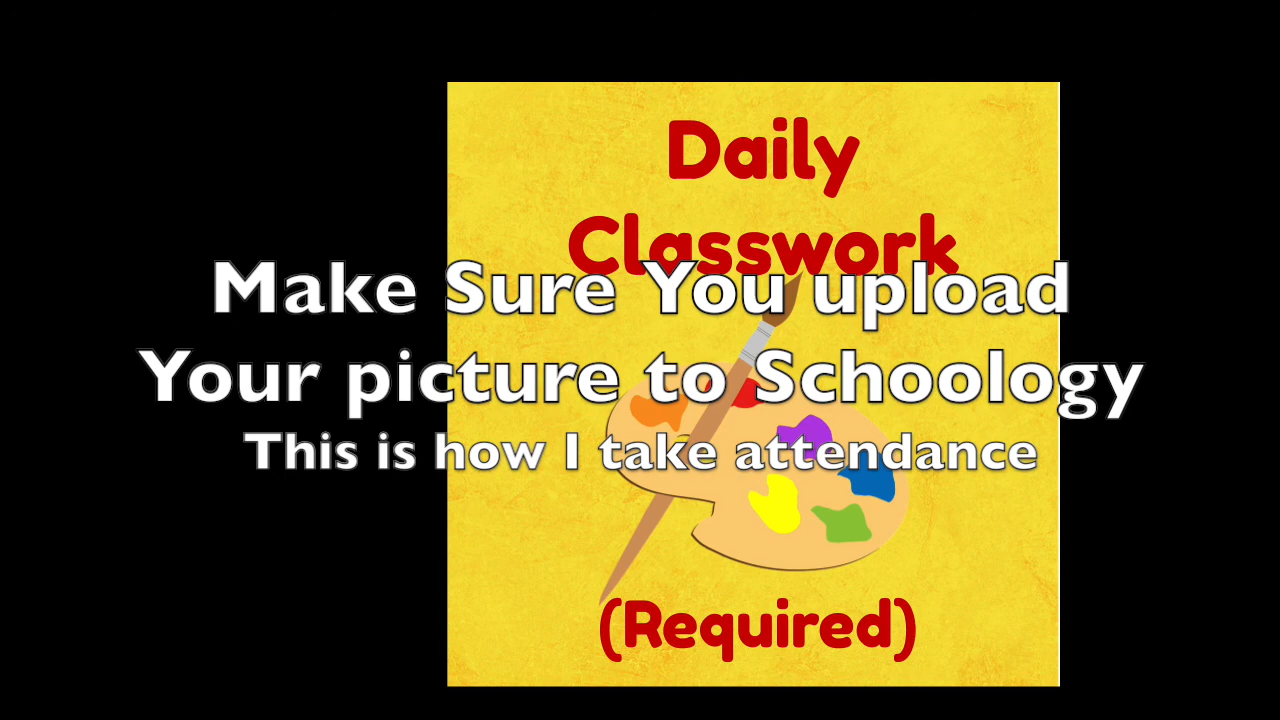 Daily
Classwork
Make Sure You upload
Your picture to Schoology
This is how I take attendance
(Required)